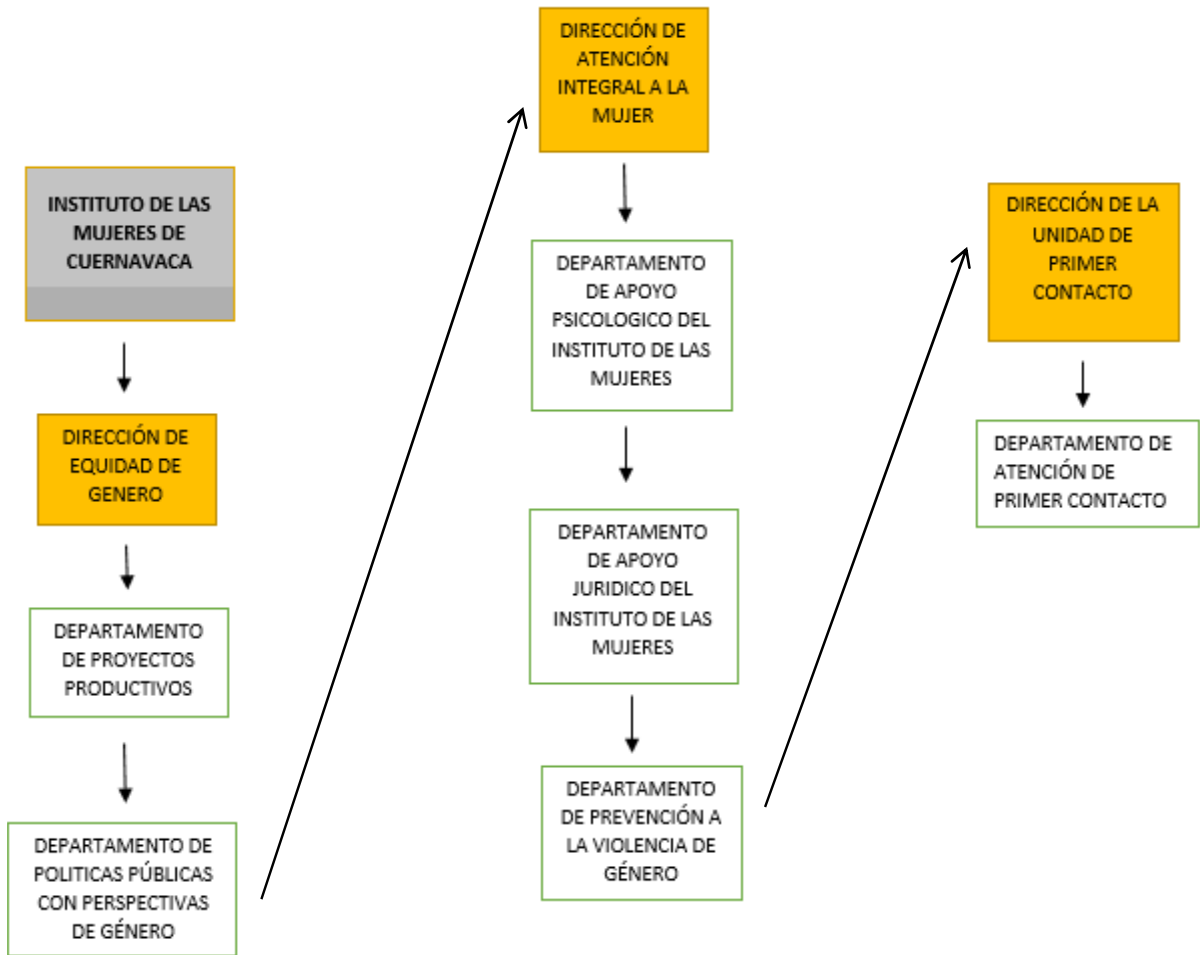 INSTITUTO DE LAS
MUJERES DE
CUERNAVACA
DIRECCIÓN DE
EQUIDAD DE
GENERO
DEPARTAMENTO
DE PROYECTOS
PRODUCTIVOS
DEPARTAMENTO DE
POLITICAS PÚBLICAS
CON PERSPECTIVAS
DE GÉNERO
DIRECCIÓN DE
ATENCIÓN
INTEGRAL A LA
MUJER
DEPARTAMENTO
DE APOYO
PSICOLOGICO DEL
INSTITUTO DE LAS
MUJERES
DEPARTAMENTO
DE APOYO
JURIDICO DEL
INSTITUTO DE LAS
MUJERES
DEPARTAMENTO
DE PREVENCIÓN A
LA VIOLENCIA DE
GÉNERO
DIRECCIÓN DE LA
UNIDAD DE
PRIMER
CONTACTO
DEPARTAMENTO DE
ATENCIÓN DE
PRIMER CONTACTO